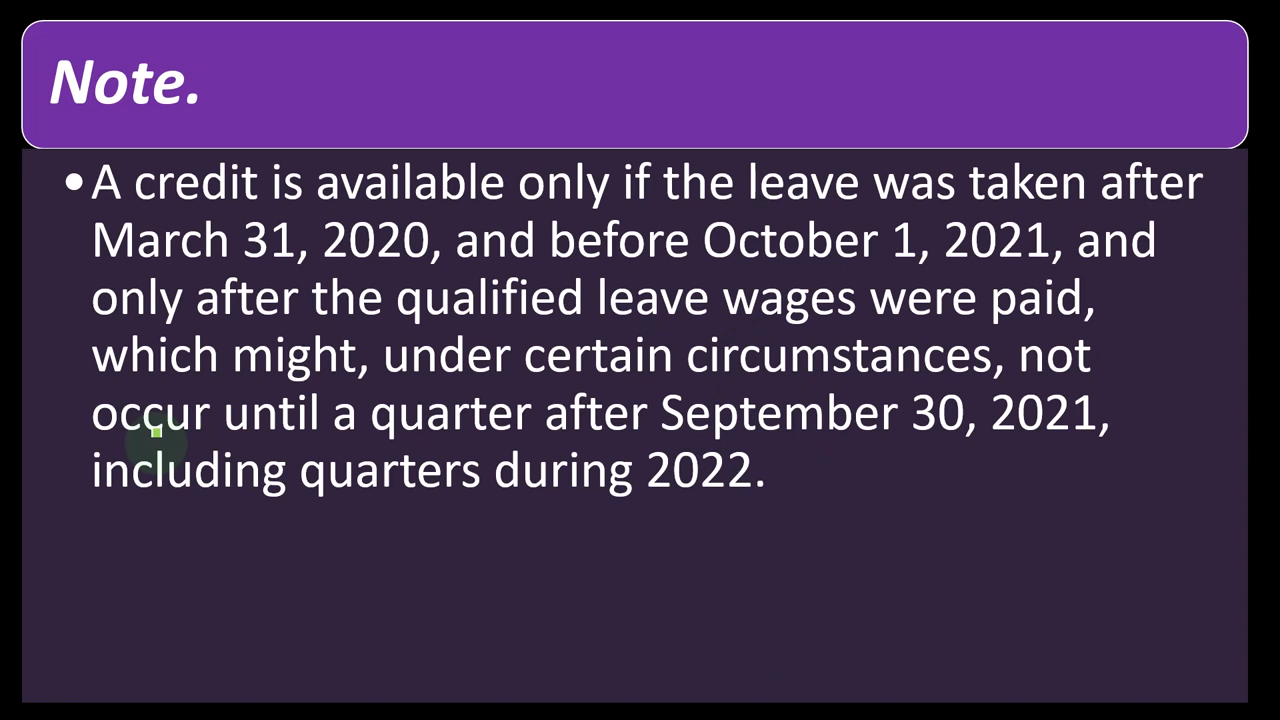 Note.
•A credit is available only if the leave was taken after
March 31, 2020, and before October 1, 2021, and
only after the qualified leave wages were paid,
which might, under certain circumstances, not
occur until a quarter after September 30, 2021,
including quarters during 2022.